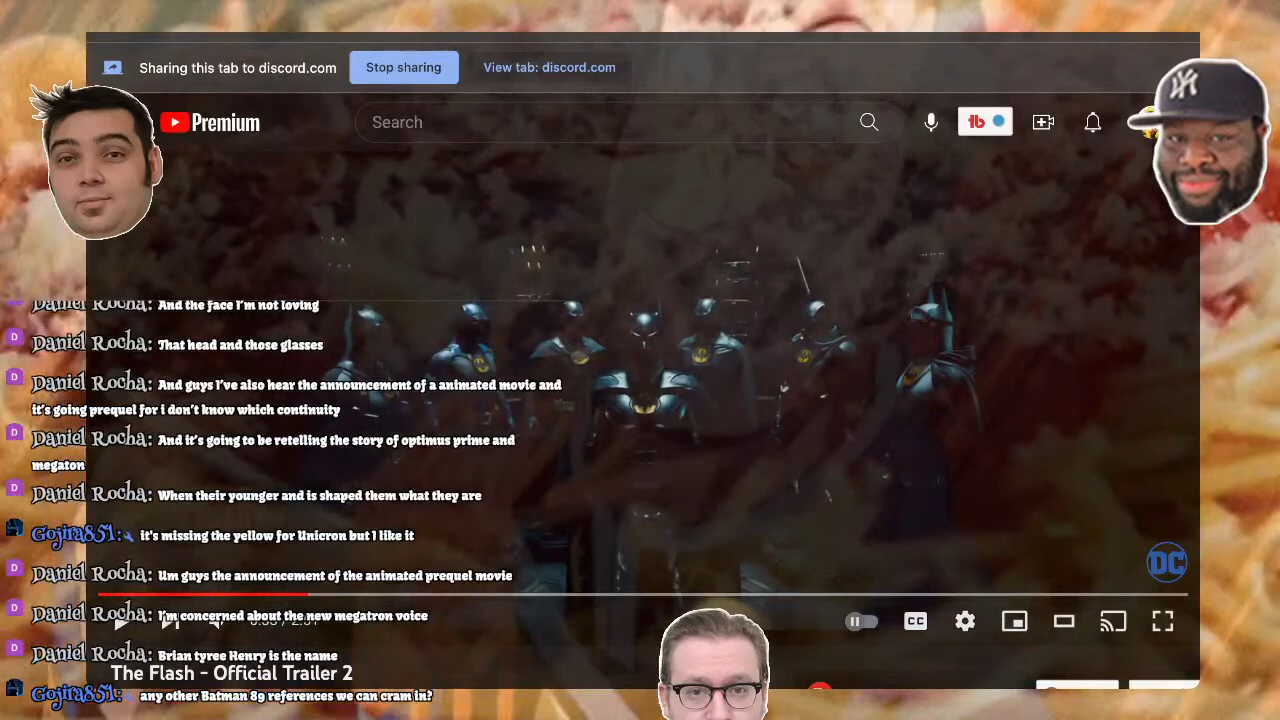 Sharing this tab to discord.com Stop sharing View tab: discord.com
Premium Search
Daniel Rocha: And the face I'm not loving
Daniel Rocha: That head and those glasses
Daniel Rocha: And guys I've also hear the announcement of a animated movie and
it's going prequel for i don't know which continuity
Daniel Rocha: And it's going to be retelling the story of optimus prime and
megaton
Daniel Rocha: When their younger and is shaped them what they are
Gojira851: it's missing the yellow for Unicron but I like it
DC
Daniel Rocha: Um guys the announcement of the animated prequel movie
Daniel Rocha: I'm concerned about the new megatron voice
CC
Daniel Rocha: Brian tyree Henry is the name
The Flash - Official Trailer 2
Gojira851: any other Batman 89 references we can cram in?